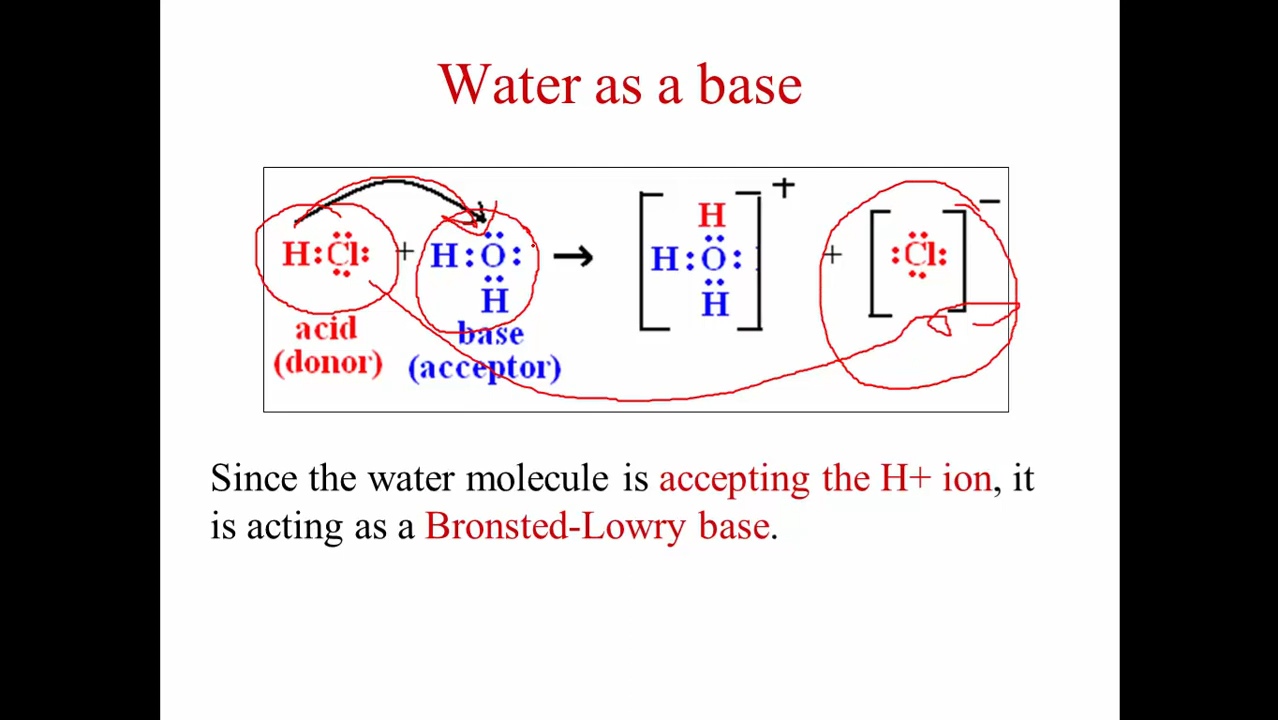 Water as a base
H:Cl: + H:O: → [H:O:H H]+ + [:Cl:]−
acid base
(donor) (acceptor)
Since the water molecule is accepting the H+ ion, it
is acting as a Bronsted-Lowry base.